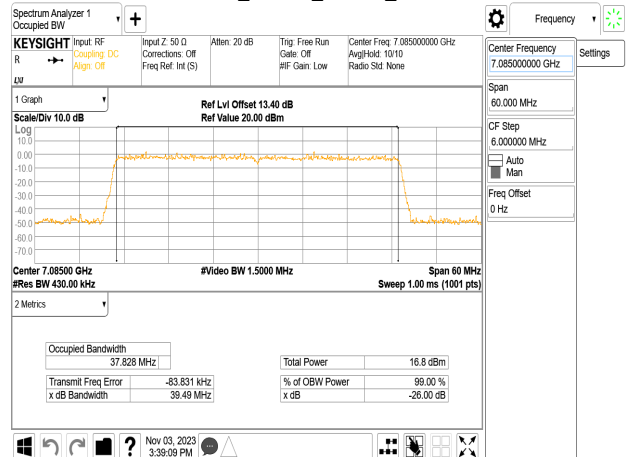 Spectrum Analyzer 1
Occupied BW
Frequency
KEYSIGHT
R
Input: RF
Coupling: DC
Align: Off
Input Z: 50 Ω
Corrections: Off
Freq Ref: Int (S)
Atten: 20 dB
Trig: Free Run
Gate: Off
#IF Gain: Low
Center Freq: 7.085000000 GHz
Avg|Hold: 10/10
Radio Std: None
Center Frequency
7.085000000 GHz
Settings
Span
60.000 MHz
CF Step
6.000000 MHz
Auto
Man
Freq Offset
0 Hz
1 Graph
Scale/Div 10.0 dB
Ref Lvl Offset 13.40 dB
Ref Value 20.00 dBm
Log
10.0
0.00
-10.0
-20.0
-30.0
-40.0
-50.0
-60.0
-70.0
Center 7.08500 GHz
#Video BW 1.5000 MHz
Span 60 MHz
#Res BW 430.00 kHz
Sweep 1.00 ms (1001 pts)
2 Metrics
Occupied Bandwidth
37.828 MHz
Total Power 16.8 dBm
Transmit Freq Error -83.831 kHz
% of OBW Power 99.00 %
x dB Bandwidth 39.49 MHz
x dB -26.00 dB
?
Nov 03, 2023
3:39:09 PM